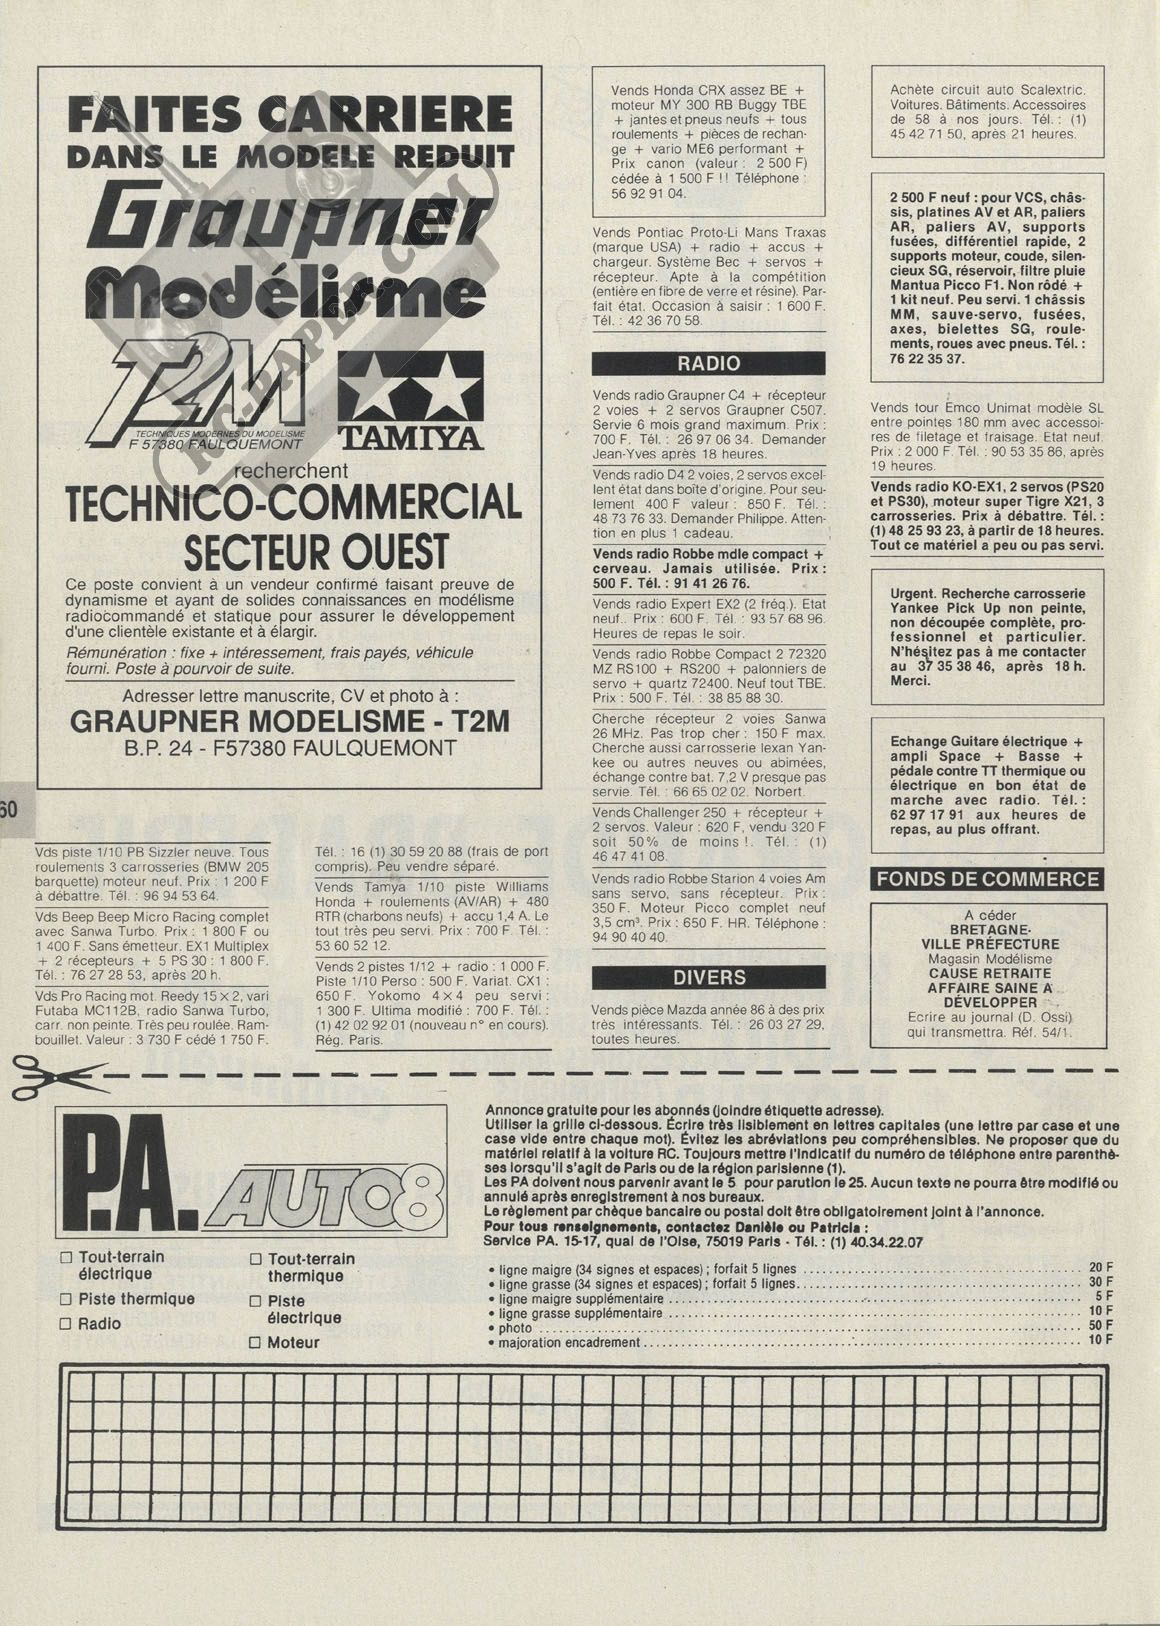 FAITES CARRIERE
DANS LE MODELE REDUIT
Graupner
Modélisme
T2M
TECHNIQUES MODERNES DU MODELISME
F 57380 FAULQUEMONT
TAMIYA
RC-PAPER.COM
recherchent
TECHNICO-COMMERCIAL
SECTEUR OUEST
Ce poste convient à un vendeur confirmé faisant preuve de
dynamisme et ayant de solides connaissances en modélisme
radiocommandé et statique pour assurer le développement
d'une clientèle existante et à élargir.
Rémunération : fixe + intéressement, frais payés, véhicule
fourni. Poste à pourvoir de suite.
Adresser lettre manuscrite, CV et photo à :
GRAUPNER MODELISME - T2M
B.P. 24 - F57380 FAULQUEMONT
60
Vds piste 1/10 PB Sizzler neuve. Tous
roulements 3 carrosseries (BMW 205
barquette) moteur neuf. Prix : 1 200 F
à débattre. Tél. : 96 94 53 64.
Vds Beep Beep Micro Racing complet
avec Sanwa Turbo. Prix : 1 800 F ou
1 400 F. Sans émetteur. EX1 Multiplex
+ 2 récepteurs + 5 PS 30 : 1 800 F.
Tél. : 76 27 28 53, après 20 h.
Vds Pro Racing mot. Reedy 15 × 2, vari
Futaba MC112B, radio Sanwa Turbo,
carr. non peinte. Très peu roulée. Ram-
bouillet. Valeur : 3 730 F cédé 1 750 F.
Tél. : 16 (1) 30 59 20 88 (frais de port
compris). Peu vendre séparé.
Vends Tamya 1/10 piste Williams
Honda + roulements (AV/AR) + 480
RTR (charbons neufs) + accu 1,4 A. Le
tout très peu servi. Prix : 700 F. Tél. :
53 60 52 12.
Vends 2 pistes 1/12 + radio : 1 000 F.
Piste 1/10 Perso : 500 F. Variat. CX1 :
650 F. Yokomo 4 × 4 peu servi :
1 300 F. Ultima modifié : 700 F. Tél. :
(1) 42 02 92 01 (nouveau n° en cours).
Rég. Paris.
Vends Honda CRX assez BE +
moteur MY 300 RB Buggy TBE
+ jantes et pneus neufs + tous
roulements + pièces de rechan-
ge + vario ME6 performant +
Prix canon (valeur : 2 500 F)
cédée à 1 500 F !! Téléphone :
56 92 91 04.
Vends Pontiac Proto-Li Mans Traxas
(marque USA) + radio + accus +
chargeur. Système Bec + servos +
récepteur. Apte à la compétition
(entière en fibre de verre et résine). Par-
fait état. Occasion à saisir : 1 600 F.
Tél. : 42 36 70 58.
RADIO
Vends radio Graupner C4 + récepteur
2 voies + 2 servos Graupner C507.
Servie 6 mois grand maximum. Prix :
700 F. Tél. : 26 97 06 34. Demander
Jean-Yves après 18 heures.
Vends radio D4 2 voies, 2 servos excel-
lent état dans boîte d'origine. Pour seu-
lement 400 F valeur : 850 F. Tél. :
48 73 76 33. Demander Philippe. Atten-
tion en plus 1 cadeau.
Vends radio Robbe mdle compact +
cerveau. Jamais utilisée. Prix :
500 F. Tél. : 91 41 26 76.
Vends radio Expert EX2 (2 fréq.). Etat
neuf.. Prix : 600 F. Tél. : 93 57 68 96.
Heures de repas le soir.
Vends radio Robbe Compact 2 72320
MZ RS100 + RS200 + palonniers de
servo + quartz 72400. Neuf tout TBE.
Prix : 500 F. Tél. : 38 85 88 30.
Cherche récepteur 2 voies Sanwa
26 MHz. Pas trop cher : 150 F max.
Cherche aussi carrosserie lexan Yan-
kee ou autres neuves ou abimées,
échange contre bat. 7,2 V presque pas
servie. Tél. : 66 65 02 02. Norbert.
Vends Challenger 250 + récepteur +
2 servos. Valeur : 620 F, vendu 320 F
soit 50% de moins !. Tél. : (1)
46 47 41 08.
Vends radio Robbe Starion 4 voies Am
sans servo, sans récepteur. Prix :
350 F. Moteur Picco complet neuf
3,5 cm³. Prix : 650 F. HR. Téléphone :
94 90 40 40.
DIVERS
Vends pièce Mazda année 86 à des prix
très intéressants. Tél. : 26 03 27 29,
toutes heures.
Achète circuit auto Scalextric.
Voitures. Bâtiments. Accessoires
de 58 à nos jours. Tél. : (1)
45 42 71 50, après 21 heures.
2 500 F neuf : pour VCS, châs-
sis, platines AV et AR, paliers
AR, paliers AV, supports
fusées, différentiel rapide, 2
supports moteur, coude, silen-
cieux SG, réservoir, filtre pluie
Mantua Picco F1. Non rôdé +
1 kit neuf. Peu servi. 1 châssis
MM, sauve-servo, fusées,
axes, bielettes SG, roule-
ments, roues avec pneus. Tél. :
76 22 35 37.
Vends tour Emco Unimat modèle SL
entre pointes 180 mm avec accessoi-
res de filetage et fraisage. Etat neuf.
Prix : 2 000 F. Tél. : 90 53 35 86, après
19 heures.
Vends radio KO-EX1, 2 servos (PS20
et PS30), moteur super Tigre X21, 3
carrosseries. Prix à débattre. Tél. :
(1) 48 25 93 23, à partir de 18 heures.
Tout ce matériel a peu ou pas servi.
Urgent. Recherche carrosserie
Yankee Pick Up non peinte,
non découpée complète, pro-
fessionnel et particulier.
N'hésitez pas à me contacter
au 37 35 38 46, après 18 h.
Merci.
Echange Guitare électrique +
ampli Space + Basse +
pédale contre TT thermique ou
électrique en bon état de
marche avec radio. Tél. :
62 97 17 91 aux heures de
repas, au plus offrant.
FONDS DE COMMERCE
A céder
BRETAGNE-
VILLE PRÉFECTURE
Magasin Modélisme
CAUSE RETRAITE
AFFAIRE SAINE A
DÉVELOPPER
Ecrire au journal (D. Ossi)
qui transmettra. Réf. 54/1.
P.A. AUTO8
☐ Tout-terrain
électrique
☐ Piste thermique
☐ Radio
☐ Tout-terrain
thermique
☐ Piste
électrique
☐ Moteur
Annonce gratuite pour les abonnés (joindre étiquette adresse).
Utiliser la grille ci-dessous. Écrire très lisiblement en lettres capitales (une lettre par case et une
case vide entre chaque mot). Évitez les abréviations peu compréhensibles. Ne proposer que du
matériel relatif à la voiture RC. Toujours mettre l'indicatif du numéro de téléphone entre parenthè-
ses lorsqu'il s'agit de Paris ou de la région parisienne (1).
Les PA doivent nous parvenir avant le 5 pour parution le 25. Aucun texte ne pourra être modifié ou
annulé après enregistrement à nos bureaux.
Le règlement par chèque bancaire ou postal doit être obligatoirement joint à l'annonce.
Pour tous renseignements, contactez Danièle ou Patricia :
Service PA. 15-17, quai de l'Oise, 75019 Paris - Tél. : (1) 40.34.22.07
• ligne maigre (34 signes et espaces) ; forfait 5 lignes ........ 20 F
• ligne grasse (34 signes et espaces) ; forfait 5 lignes ........ 30 F
• ligne maigre supplémentaire ........ 5 F
• ligne grasse supplémentaire ........ 10 F
• photo ........ 50 F
• majoration encadrement ........ 10 F